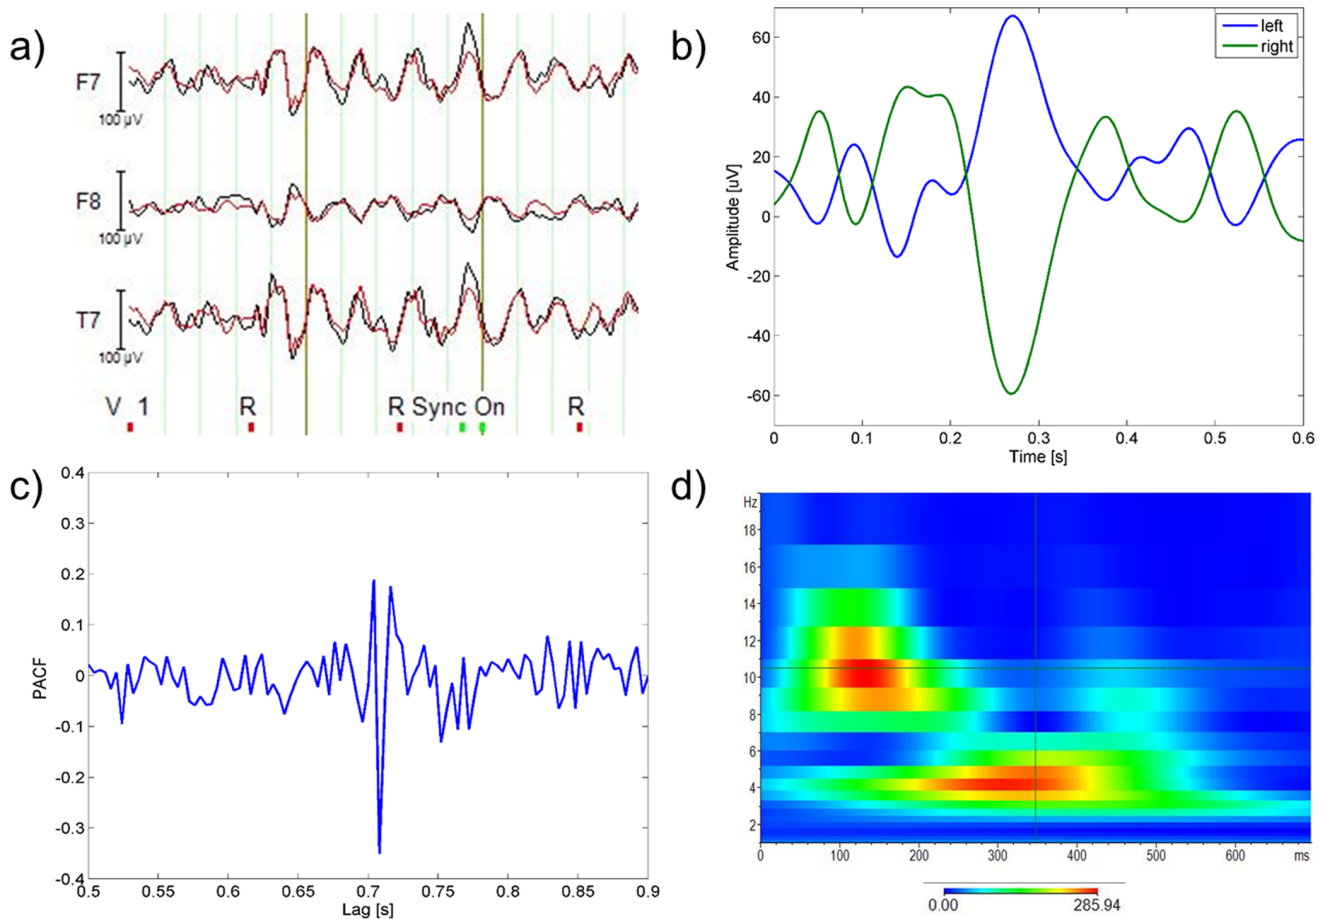 a)
F7
100 µV
F8
100 µV
T7
100 µV
V 1 R R Sync On R
b)
left
right
60
40
20
0
-20
-40
-60
Amplitude [uV]
0 0.1 0.2 0.3 0.4 0.5 0.6
Time [s]
c)
0.4
0.3
0.2
0.1
0
-0.1
-0.2
-0.3
-0.4
PACF
0.5 0.55 0.6 0.65 0.7 0.75 0.8 0.85 0.9
Lag [s]
d)
Hz
18
16
14
12
10
8
6
4
2
0 100 200 300 400 500 600 ms
0.00 285.94